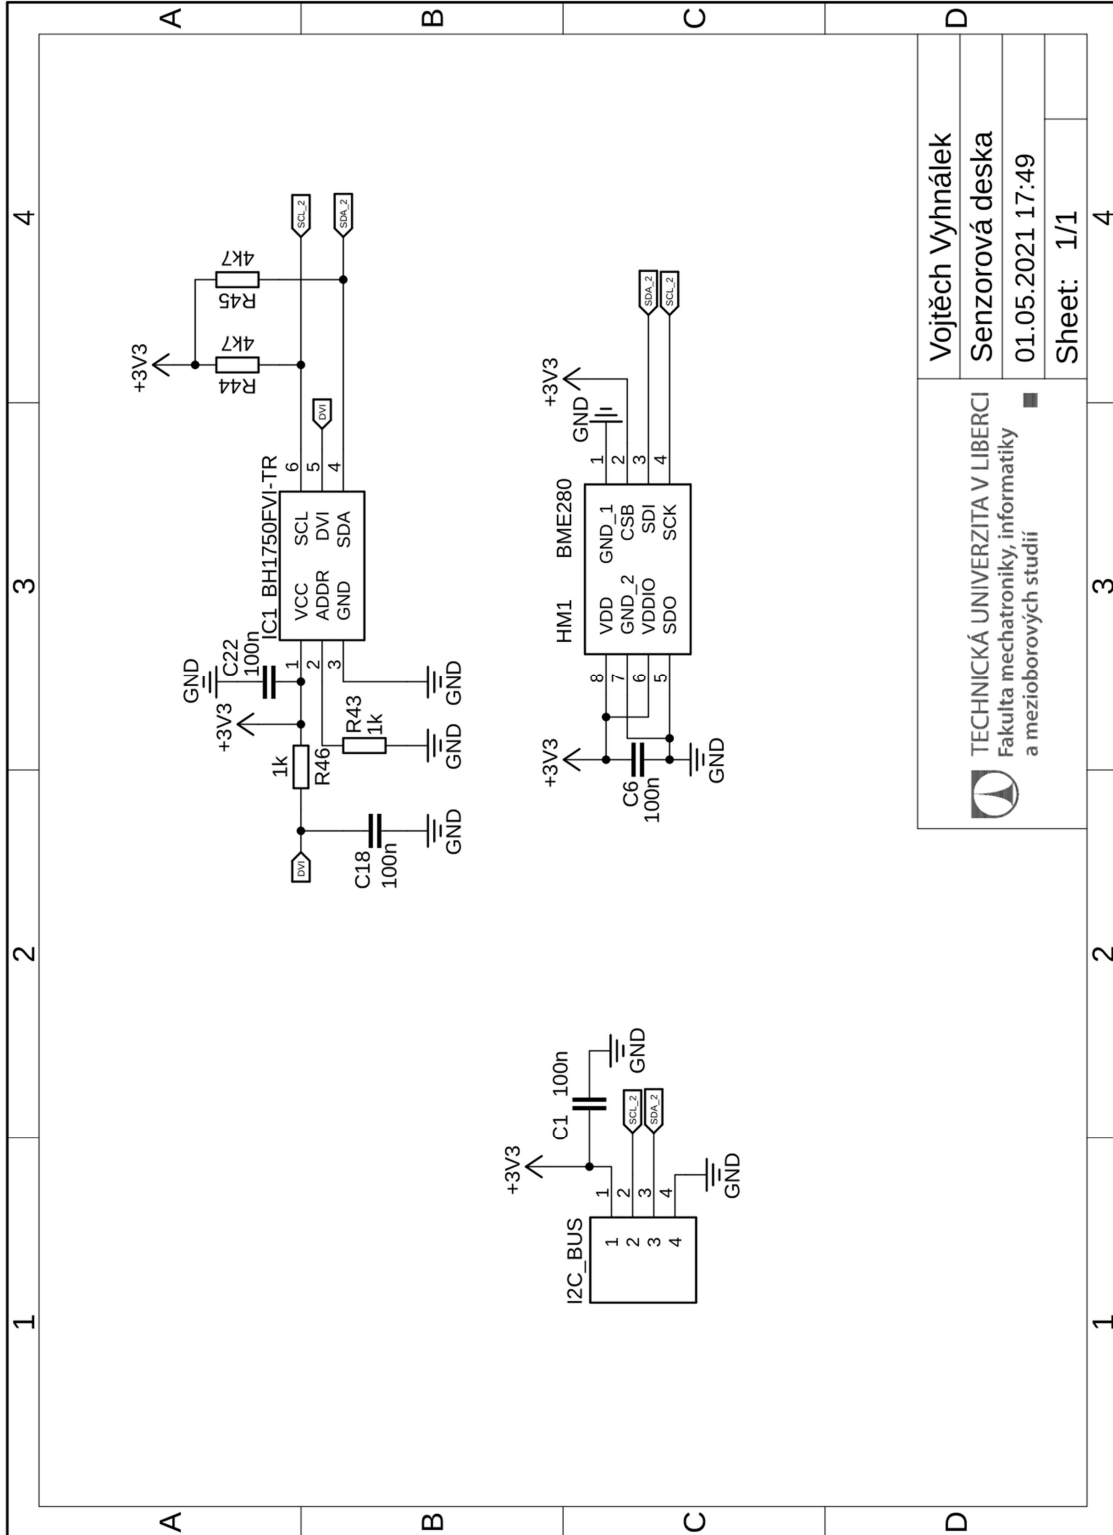 1
2
3
4
A
B
C
D
+3V3
R44
4k7
R45
4k7
SCL_2
SDA_2
GND
C22
100n
+3V3
IC1 BH1750FVI-TR
1k
R46
DVI
C18
100n
GND
R43
1k
GND
GND
1
2
3
VCC
ADDR
GND
SCL
DVI
SDA
6
5
4
DVI
I2C_BUS
1
2
3
4
1
2
3
4
+3V3
C1 100n
GND
SCL_2
SDA_2
GND
+3V3
C6
100n
GND
HM1 BME280
8
7
6
5
VDD
GND_2
VDDIO
SDO
GND_1
CSB
SDI
SCK
1
2
3
4
GND
+3V3
SDA_2
SCL_2
TECHNICKÁ UNIVERZITA V LIBERCI
Fakulta mechatroniky, informatiky
a mezioborových studií
Vojtěch Vyhnálek
Senzorová deska
01.05.2021 17:49
Sheet: 1/1
A
B
C
D
1
2
3
4